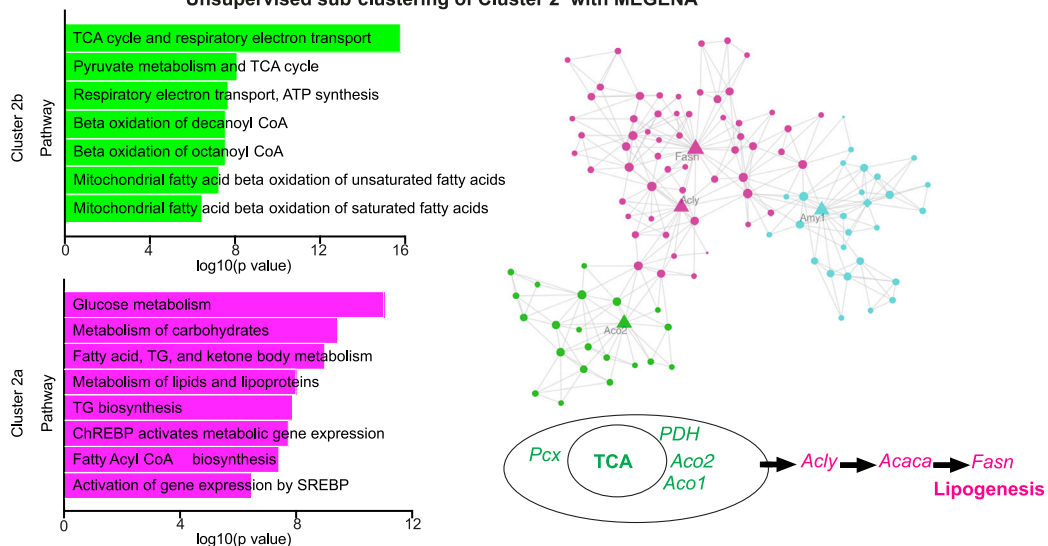 Unsupervised sub-clustering of Cluster 2 with MEGENA
Cluster 2b
Pathway
TCA cycle and respiratory electron transport
Pyruvate metabolism and TCA cycle
Respiratory electron transport, ATP synthesis
Beta oxidation of decanoyl CoA
Beta oxidation of octanoyl CoA
Mitochondrial fatty acid beta oxidation of unsaturated fatty acids
Mitochondrial fatty acid beta oxidation of saturated fatty acids
0 4 8 12 16
log10(p value)
Cluster 2a
Pathway
Glucose metabolism
Metabolism of carbohydrates
Fatty acid, TG, and ketone body metabolism
Metabolism of lipids and lipoproteins
TG biosynthesis
ChREBP activates metabolic gene expression
Fatty Acyl CoA biosynthesis
Activation of gene expression by SREBP
0 4 8 12
log10(p value)
Fasn
Acly
Amy1
Aco2
Pcx
TCA
PDH
Aco2
Aco1
Acly
Acaca
Fasn
Lipogenesis